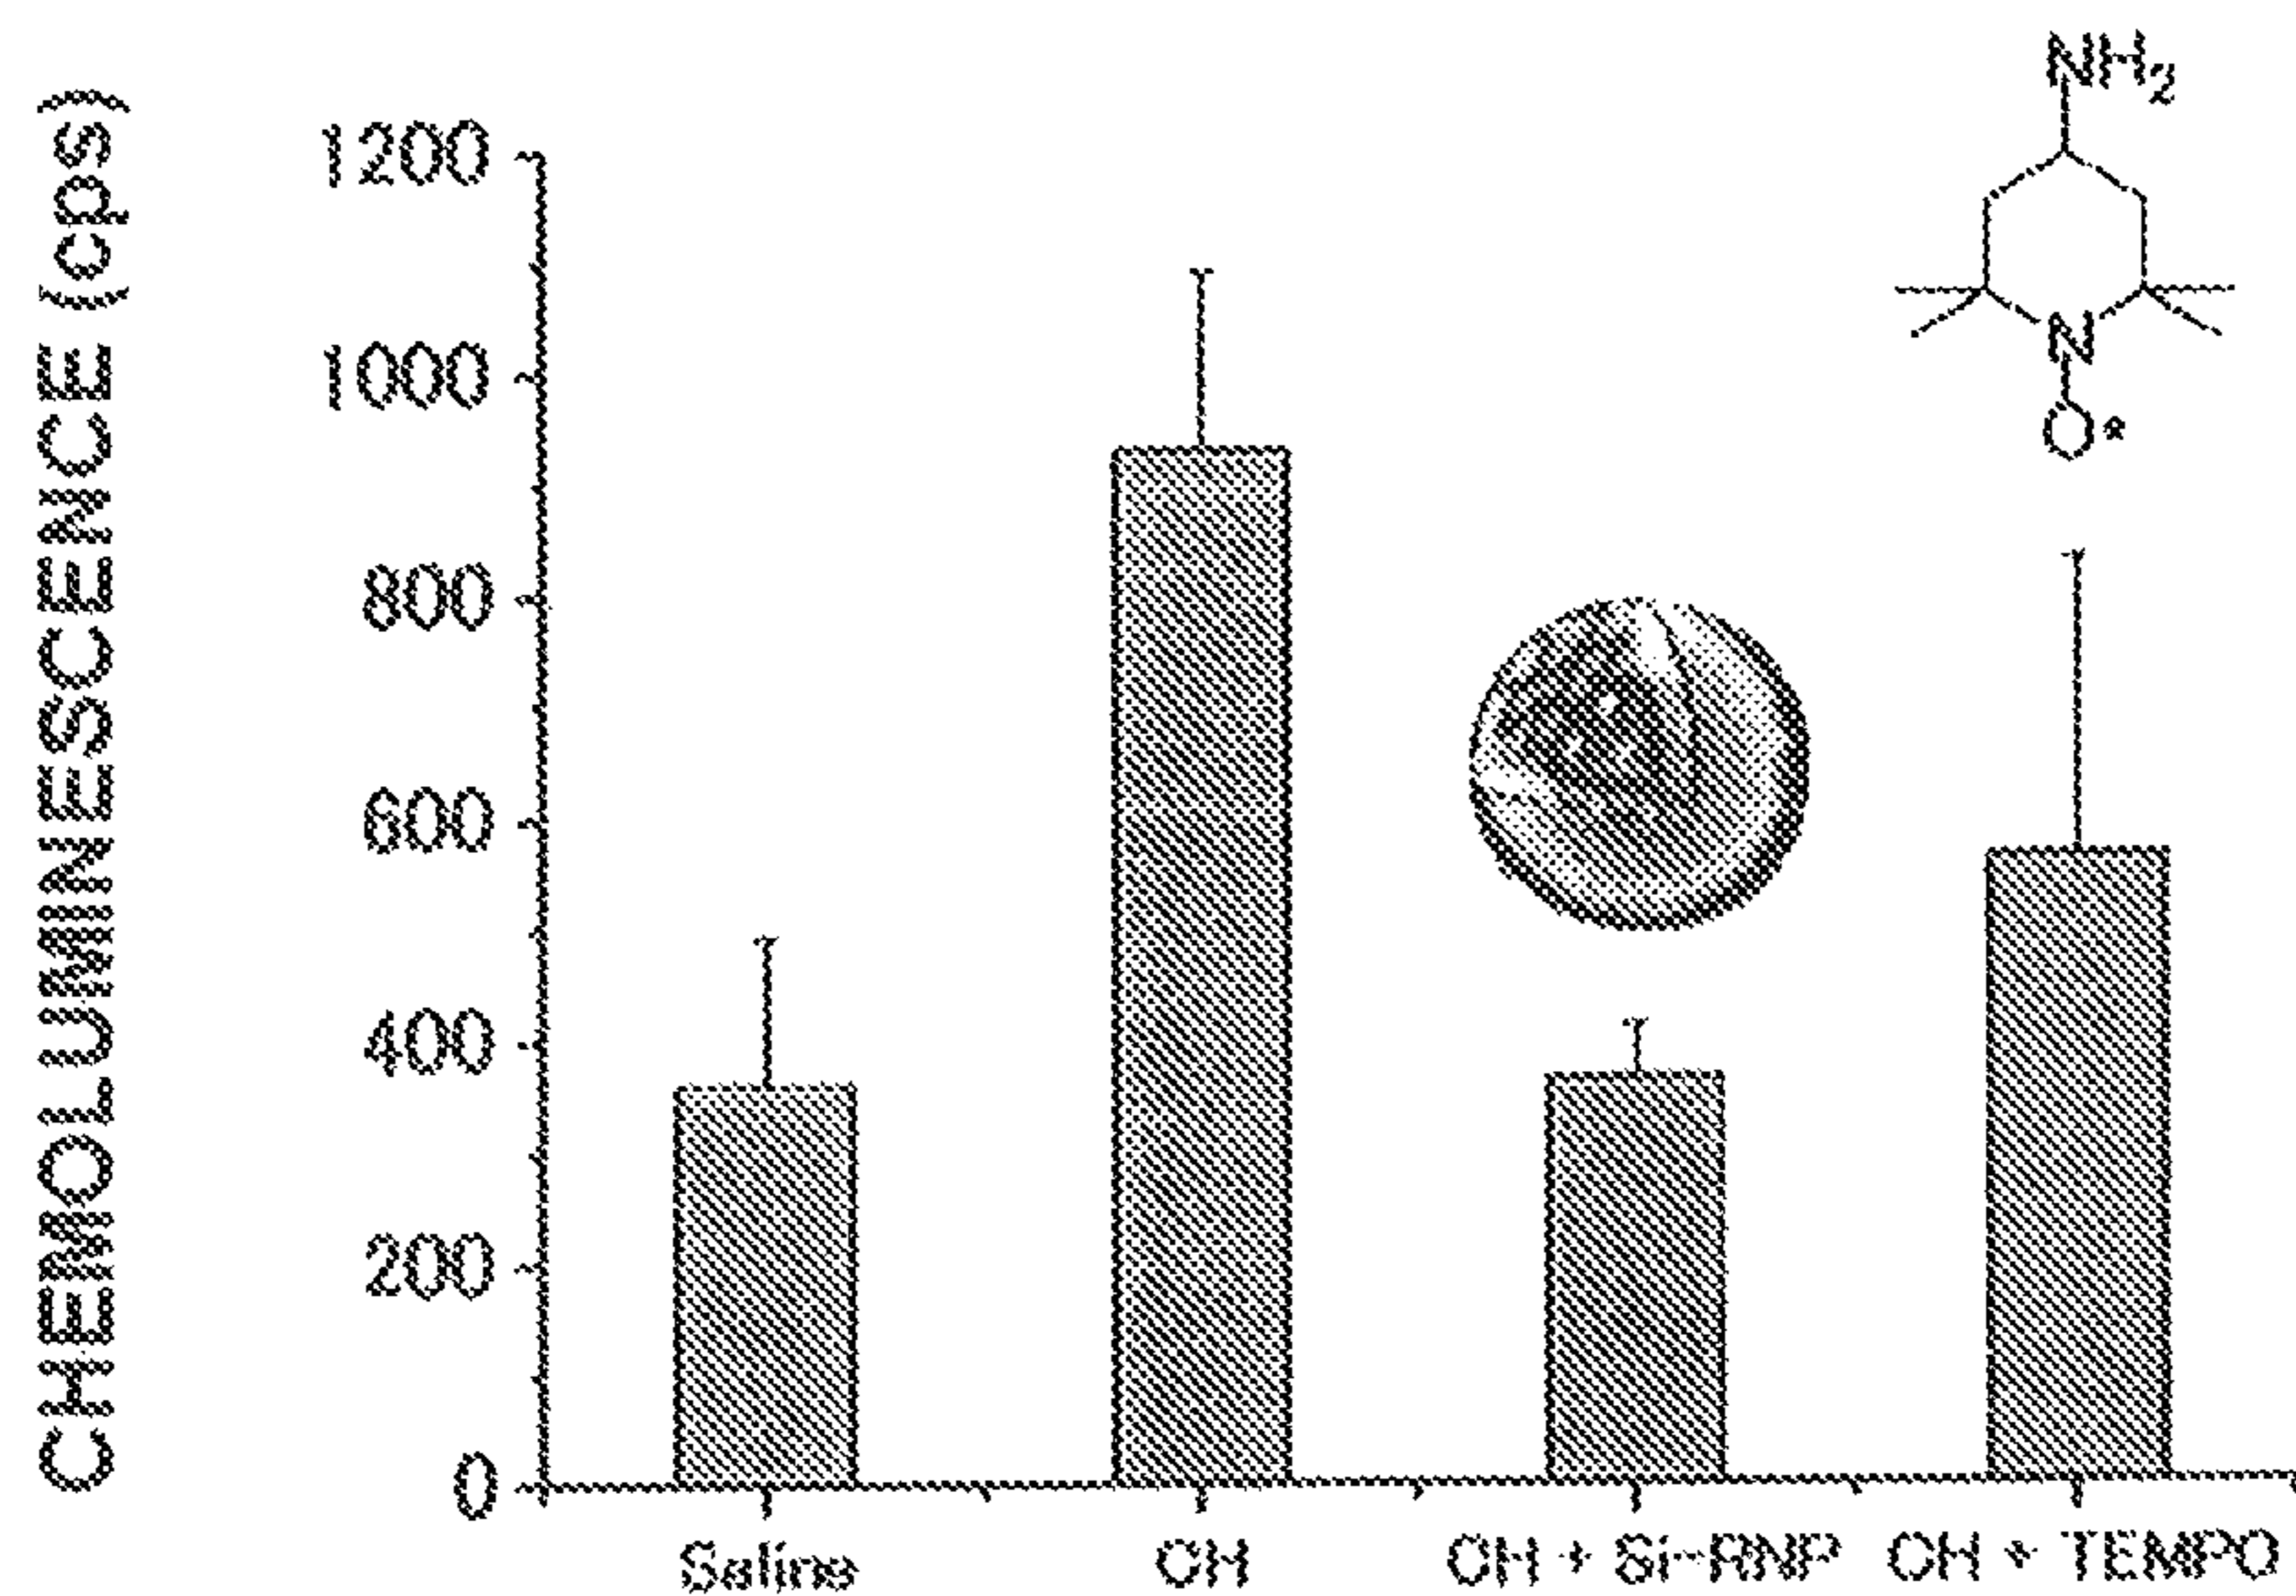 CHEMOLUMINESCENCE (cps)
1200
1000
800
600
400
200
0
NH2
N
O*
Saline
CH
CH + Si-RNP
CH + TEMPO